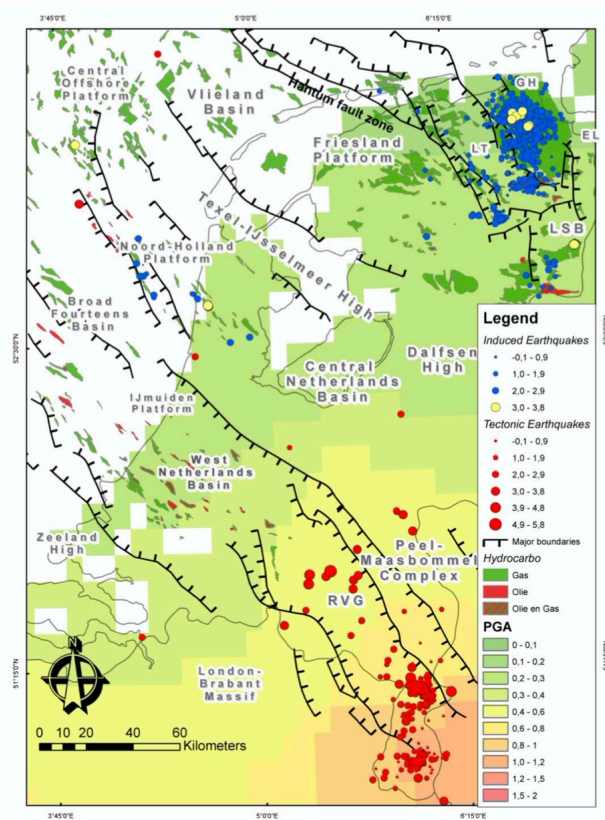 3°45'0"E 5°0'0"E 6°15'0"E
Central
Offshore
Platform
Vlieland
Basin
Hantum fault zone
GH
EL
LT
Friesland
Platform
Texel-IJsselmeer High
LSB
Noord-Holland
Platform
Broad
Fourteens
Basin
52°30'0"N
Central
Netherlands
Basin
Dalfsen
High
IJmuiden
Platform
West
Netherlands
Basin
Zeeland
High
Peel-
Maasbommel
Complex
RVG
London-
Brabant
Massif
51°15'0"N
N
0 10 20 40 60
Kilometers
Legend
Induced Earthquakes
-0,1 - 0,9
1,0 - 1,9
2,0 - 2,9
3,0 - 3,8
Tectonic Earthquakes
-0,1 - 0,9
1,0 - 1,9
2,0 - 2,9
3,0 - 3,8
3,9 - 4,8
4,9 - 5,8
Major boundaries
Hydrocarbo
Gas
Olie
Olie en Gas
PGA
0 - 0,1
0,1 - 0,2
0,2 - 0,3
0,3 - 0,4
0,4 - 0,6
0,6 - 0,8
0,8 - 1
1,0 - 1,2
1,2 - 1,5
1,5 - 2
3°45'0"E 5°0'0"E 6°15'0"E